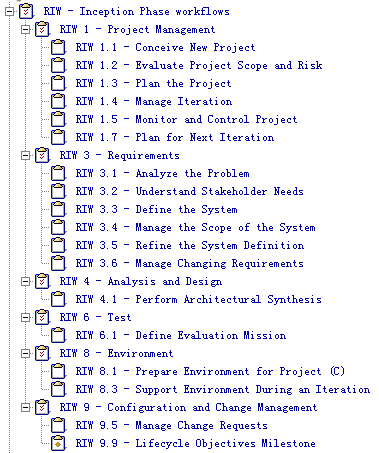 RIW - Inception Phase workflows
RIW 1 - Project Management
RIW 1.1 - Conceive New Project
RIW 1.2 - Evaluate Project Scope and Risk
RIW 1.3 - Plan the Project
RIW 1.4 - Manage Iteration
RIW 1.5 - Monitor and Control Project
RIW 1.7 - Plan for Next Iteration
RIW 3 - Requirements
RIW 3.1 - Analyze the Problem
RIW 3.2 - Understand Stakeholder Needs
RIW 3.3 - Define the System
RIW 3.4 - Manage the Scope of the System
RIW 3.5 - Refine the System Definition
RIW 3.6 - Manage Changing Requirements
RIW 4 - Analysis and Design
RIW 4.1 - Perform Architectural Synthesis
RIW 6 - Test
RIW 6.1 - Define Evaluation Mission
RIW 8 - Environment
RIW 8.1 - Prepare Environment for Project (C)
RIW 8.3 - Support Environment During an Iteration
RIW 9 - Configuration and Change Management
RIW 9.5 - Manage Change Requests
RIW 9.9 - Lifecycle Objectives Milestone